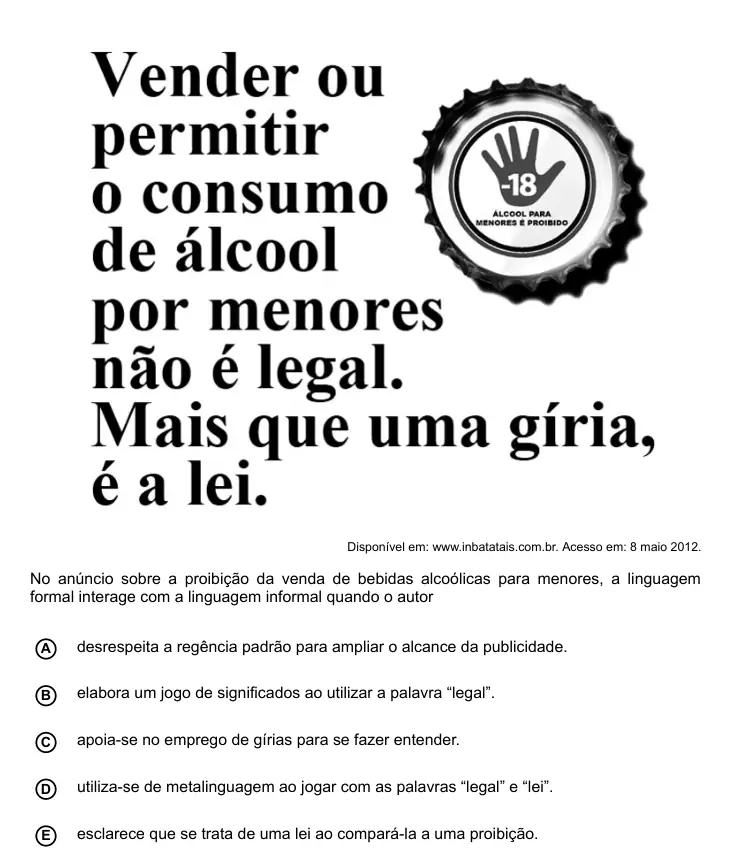 Vender ou
permitir
o consumo
de álcool
por menores
não é legal.
Mais que uma gíria,
é a lei.
-18
ÁLCOOL PARA
MENORES É PROIBIDO
Disponível em: www.inbatatais.com.br. Acesso em: 8 maio 2012.
No anúncio sobre a proibição da venda de bebidas alcoólicas para menores, a linguagem
formal interage com a linguagem informal quando o autor
A desrespeita a regência padrão para ampliar o alcance da publicidade.
B elabora um jogo de significados ao utilizar a palavra “legal”.
C apoia-se no emprego de gírias para se fazer entender.
D utiliza-se de metalinguagem ao jogar com as palavras “legal” e “lei”.
E esclarece que se trata de uma lei ao compará-la a uma proibição.